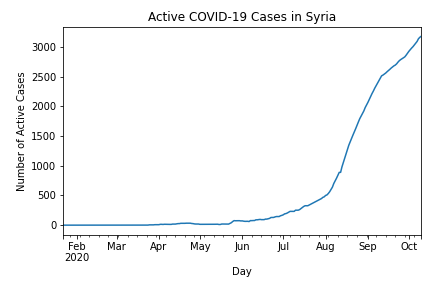 Active COVID-19 Cases in Syria
Number of Active Cases
3000
2500
2000
1500
1000
500
0
Feb Mar Apr May Jun Jul Aug Sep Oct
2020
Day